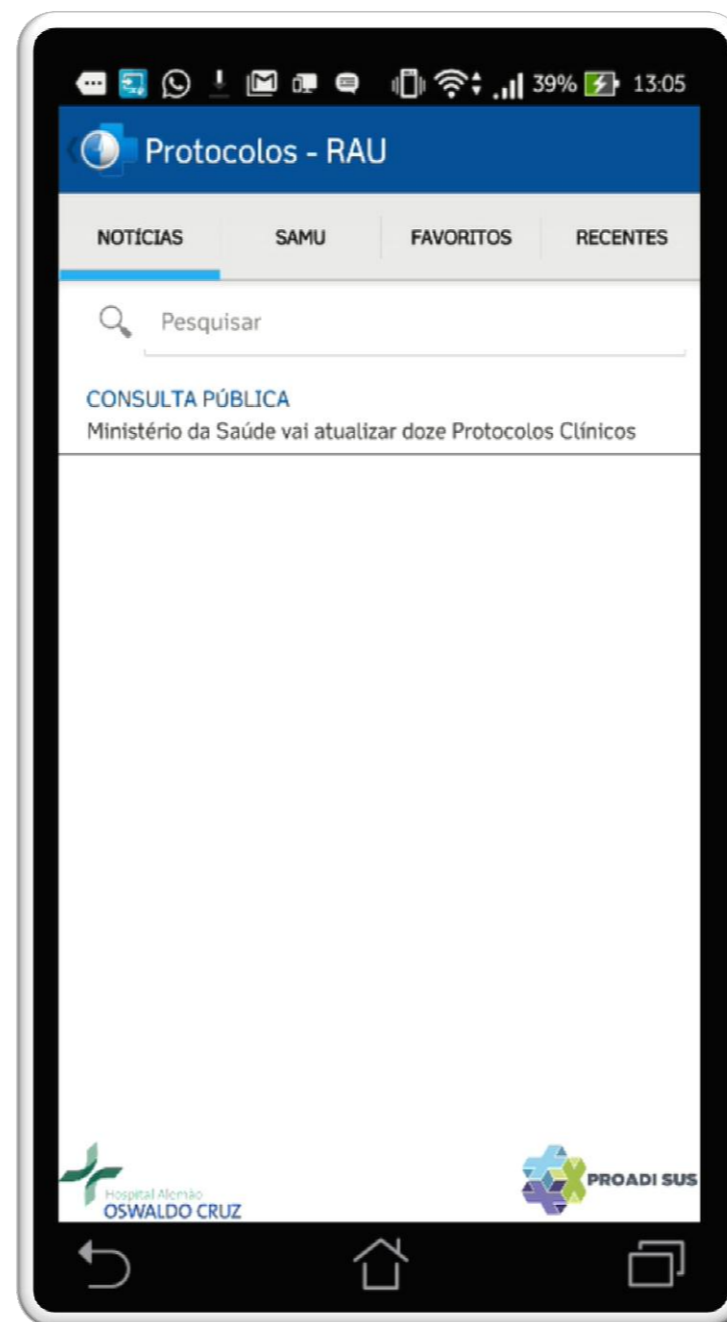 39% 13:05
Protocolos - RAU
NOTÍCIAS SAMU FAVORITOS RECENTES
Pesquisar
CONSULTA PÚBLICA
Ministério da Saúde vai atualizar doze Protocolos Clínicos
Hospital Alemão
OSWALDO CRUZ
PROADI SUS